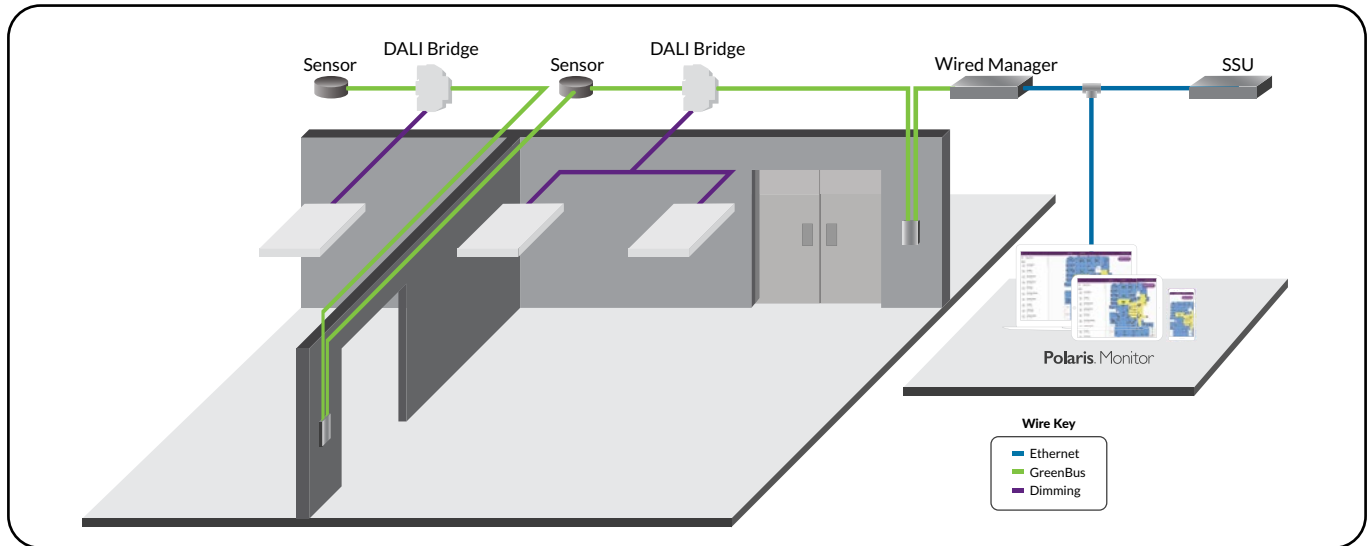 DALI Bridge
DALI Bridge
Sensor
Sensor
Wired Manager
SSU
Polaris. Monitor
Wire Key
Ethernet
GreenBus
Dimming